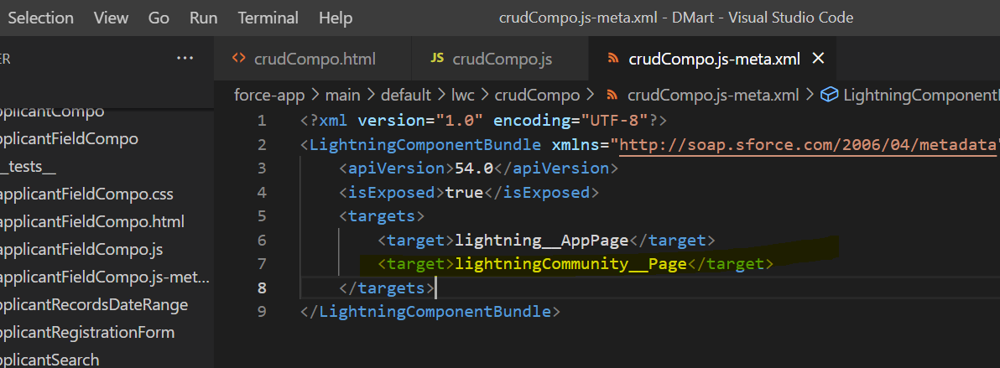 Selection View Go Run Terminal Help crudCompo.js-meta.xml - DMart - Visual Studio Code
ER ··· <> crudCompo.html JS crudCompo.js crudCompo.js-meta.xml ×
force-app > main > default > lwc > crudCompo > crudCompo.js-meta.xml > LightningComponentB
pplicantCompo
pplicantFieldCompo
__tests__
applicantFieldCompo.css
applicantFieldCompo.html
applicantFieldCompo.js
applicantFieldCompo.js-met...
pplicantRecordsDateRange
pplicantRegistrationForm
pplicantSearch
1 <?xml version="1.0" encoding="UTF-8"?>
2 <LightningComponentBundle xmlns="http://soap.sforce.com/2006/04/metadata"
3 <apiVersion>54.0</apiVersion>
4 <isExposed>true</isExposed>
5 <targets>
6 <target>lightning__AppPage</target>
7 <target>lightningCommunity__Page</target>
8 </targets>
9 </LightningComponentBundle>